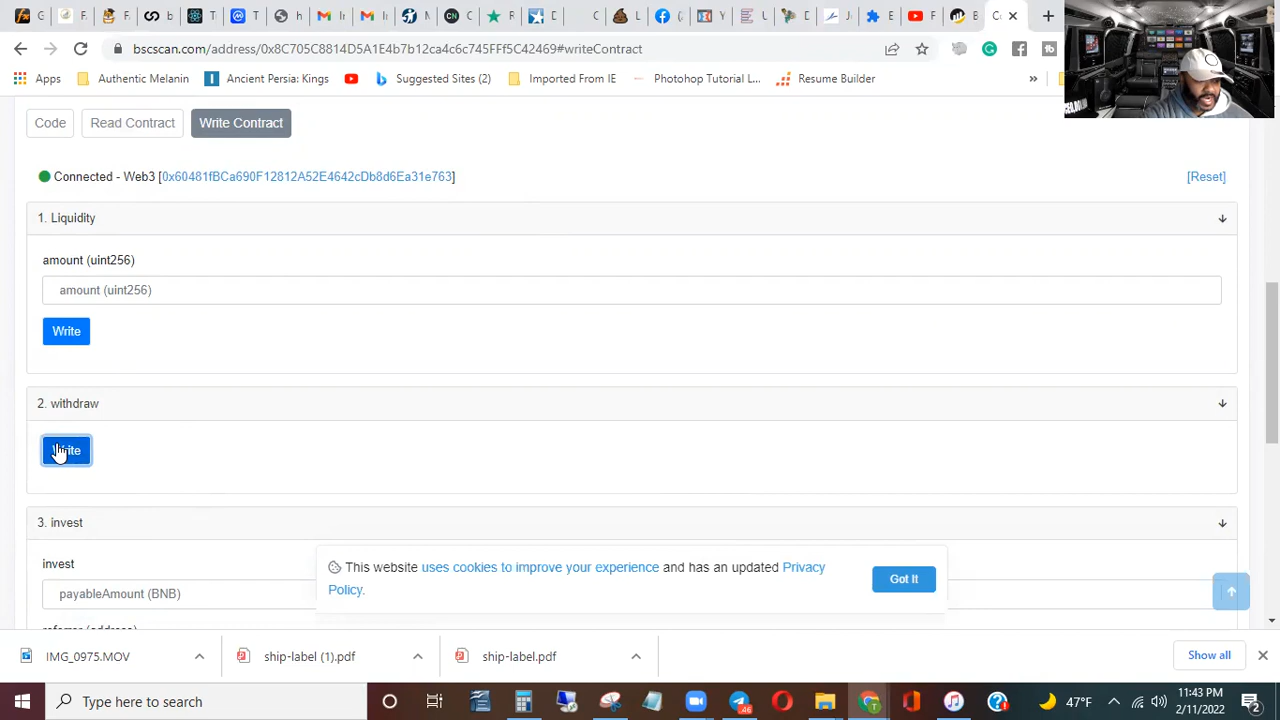 bscscan.com/address/0x8C705C8814D5A1E4b7b12ca4cb1745FFf5C42469#writeContract
Apps
Authentic Melanin
Ancient Persia: Kings
Suggested Sites (2)
Imported From IE
Photohop Tutorial L...
Resume Builder
»
Code
Read Contract
Write Contract
Connected - Web3 [0x60481fBCa690F12812A52E4642cDb8d6Ea31e763]
[Reset]
1. Liquidity
amount (uint256)
amount (uint256)
Write
2. withdraw
Write
3. invest
invest
payableAmount (BNB)
referrer (address)
This website uses cookies to improve your experience and has an updated Privacy
Policy.
Got It
IMG_0975.MOV
ship-label (1).pdf
ship-label.pdf
Show all
Type here to search
47°F
11:43 PM
2/11/2022